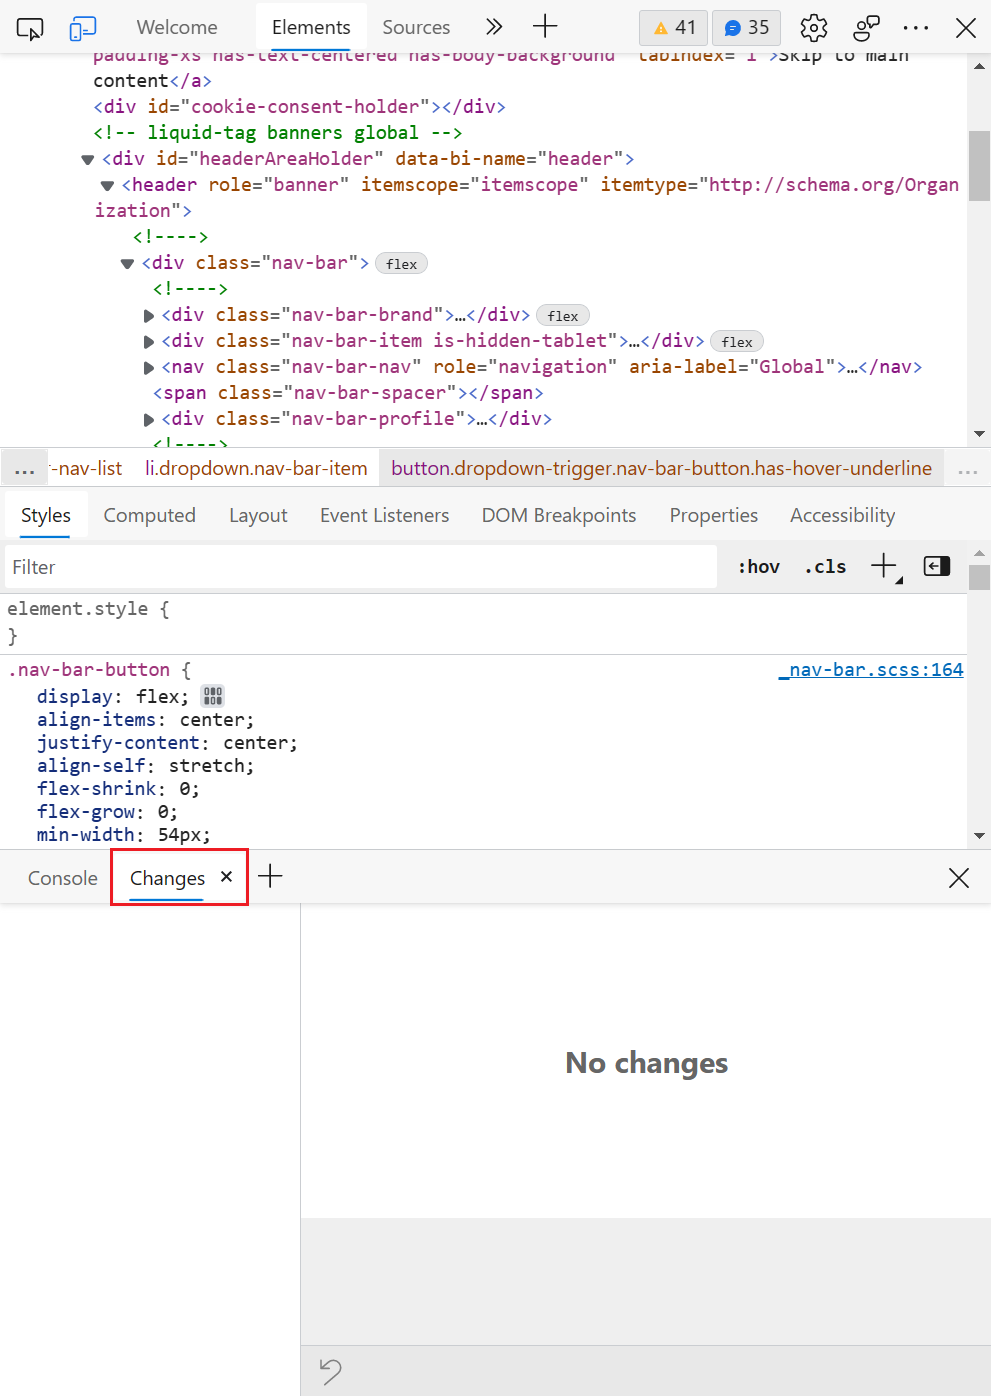 Welcome Elements Sources 41 35
padding-xs has-text-centered has-body-background" tabindex="1">Skip to main
content</a>
<div id="cookie-consent-holder"></div>
<!-- liquid-tag banners global -->
<div id="headerAreaHolder" data-bi-name="header">
<header role="banner" itemscope="itemscope" itemtype="http://schema.org/Organ
ization">
<!---->
<div class="nav-bar"> flex
<!---->
<div class="nav-bar-brand">…</div> flex
<div class="nav-bar-item is-hidden-tablet">…</div> flex
<nav class="nav-bar-nav" role="navigation" aria-label="Global">…</nav>
<span class="nav-bar-spacer"></span>
<div class="nav-bar-profile">…</div>
<!---->
... r-nav-list li.dropdown.nav-bar-item button.dropdown-trigger.nav-bar-button.has-hover-underline ...
Styles Computed Layout Event Listeners DOM Breakpoints Properties Accessibility
Filter :hov .cls
element.style {
}
.nav-bar-button { _nav-bar.scss:164
display: flex;
align-items: center;
justify-content: center;
align-self: stretch;
flex-shrink: 0;
flex-grow: 0;
min-width: 54px;
Console Changes
No changes